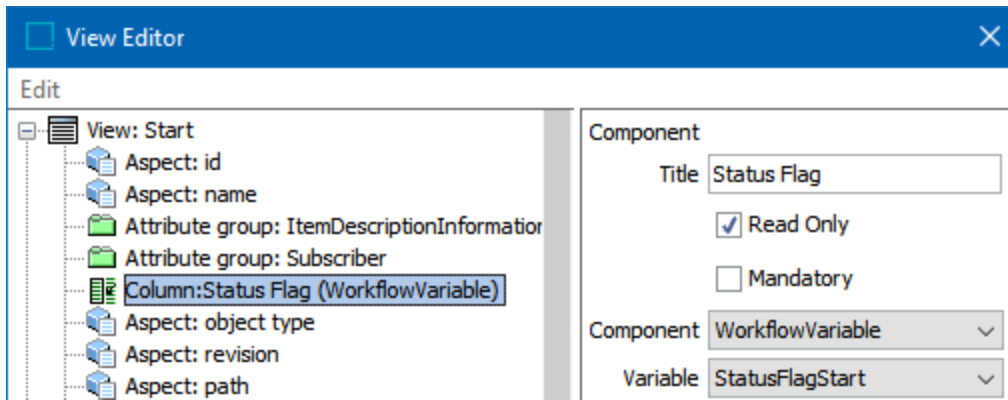 View Editor
Edit
View: Start
Aspect: id
Aspect: name
Attribute group: ItemDescriptionInformation
Attribute group: Subscriber
Column:Status Flag (WorkflowVariable)
Aspect: object type
Aspect: revision
Aspect: path
Component
Title Status Flag
Read Only
Mandatory
Component WorkflowVariable
Variable StatusFlagStart